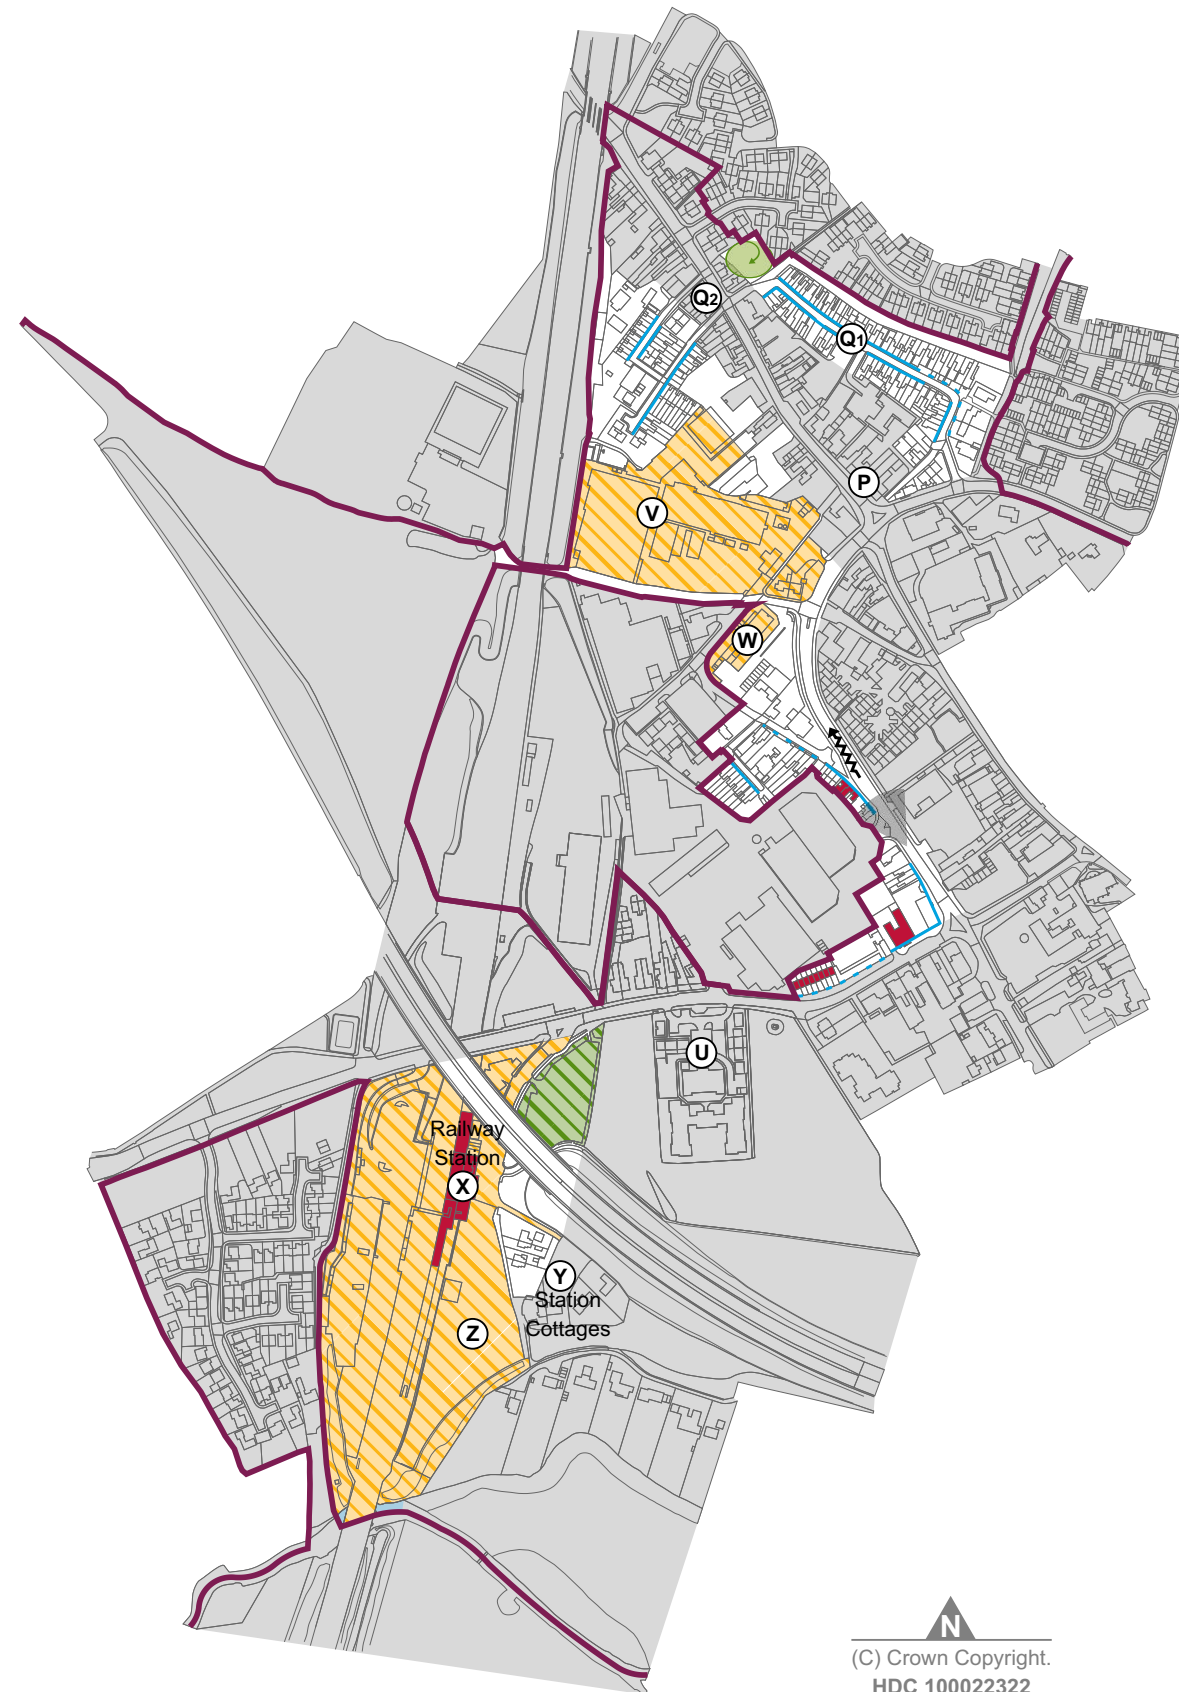 Q2
Q1
P
V
W
U
Railway
Station
X
Y
Station
Cottages
Z
N
(C) Crown Copyright.
HDC 100022322